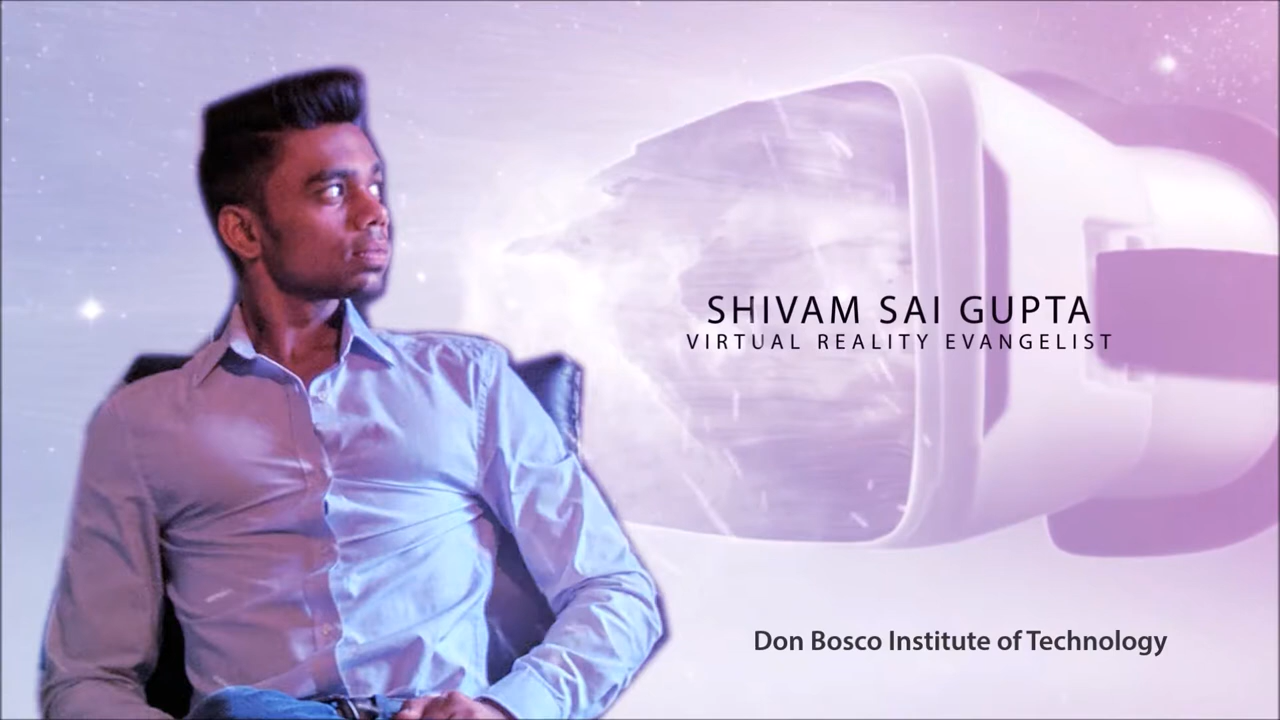 SHIVAM SAI GUPTA
VIRTUAL REALITY EVANGELIST
Don Bosco Institute of Technology